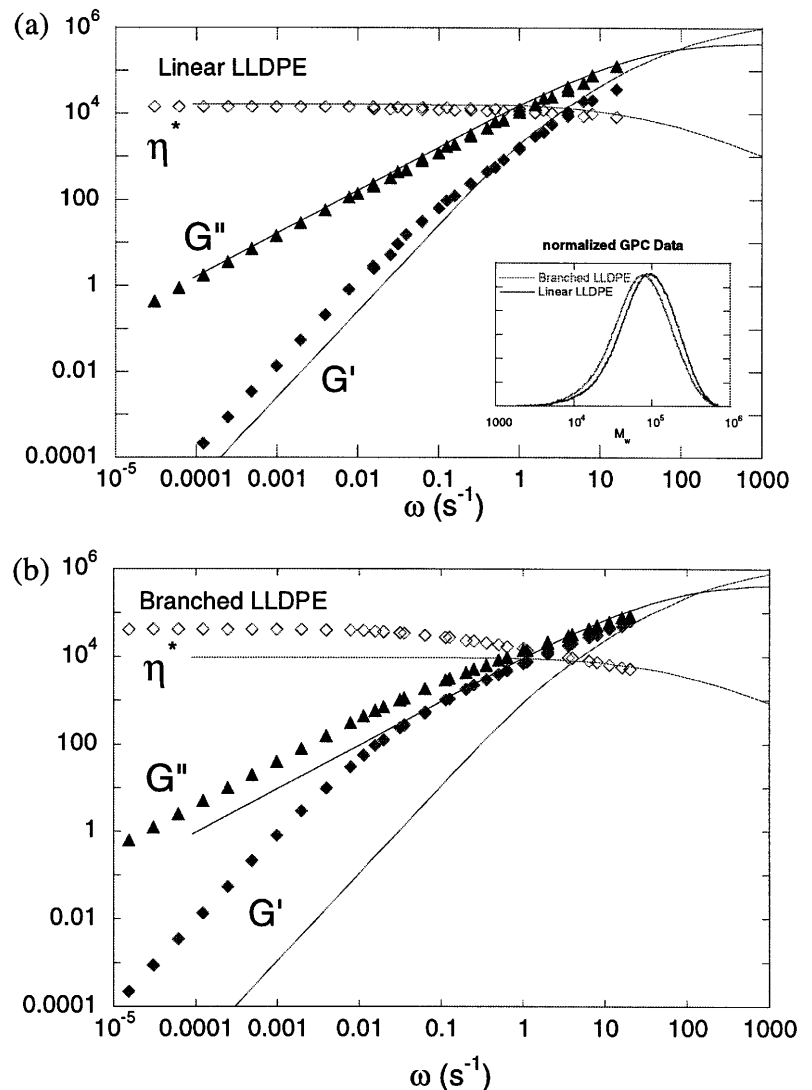 (a)
10^6
Linear LLDPE
10^4
η*
100
G"
normalized GPC Data
Branched LLDPE
Linear LLDPE
1
0.01
G'
1000 10^4 10^5 10^6
M_w
0.0001
10^-5 0.0001 0.001 0.01 0.1 1 10 100 1000
ω (s^-1)
(b)
10^6
Branched LLDPE
10^4
η*
100
G"
1
G'
0.01
0.0001
10^-5 0.0001 0.001 0.01 0.1 1 10 100 1000
ω (s^-1)